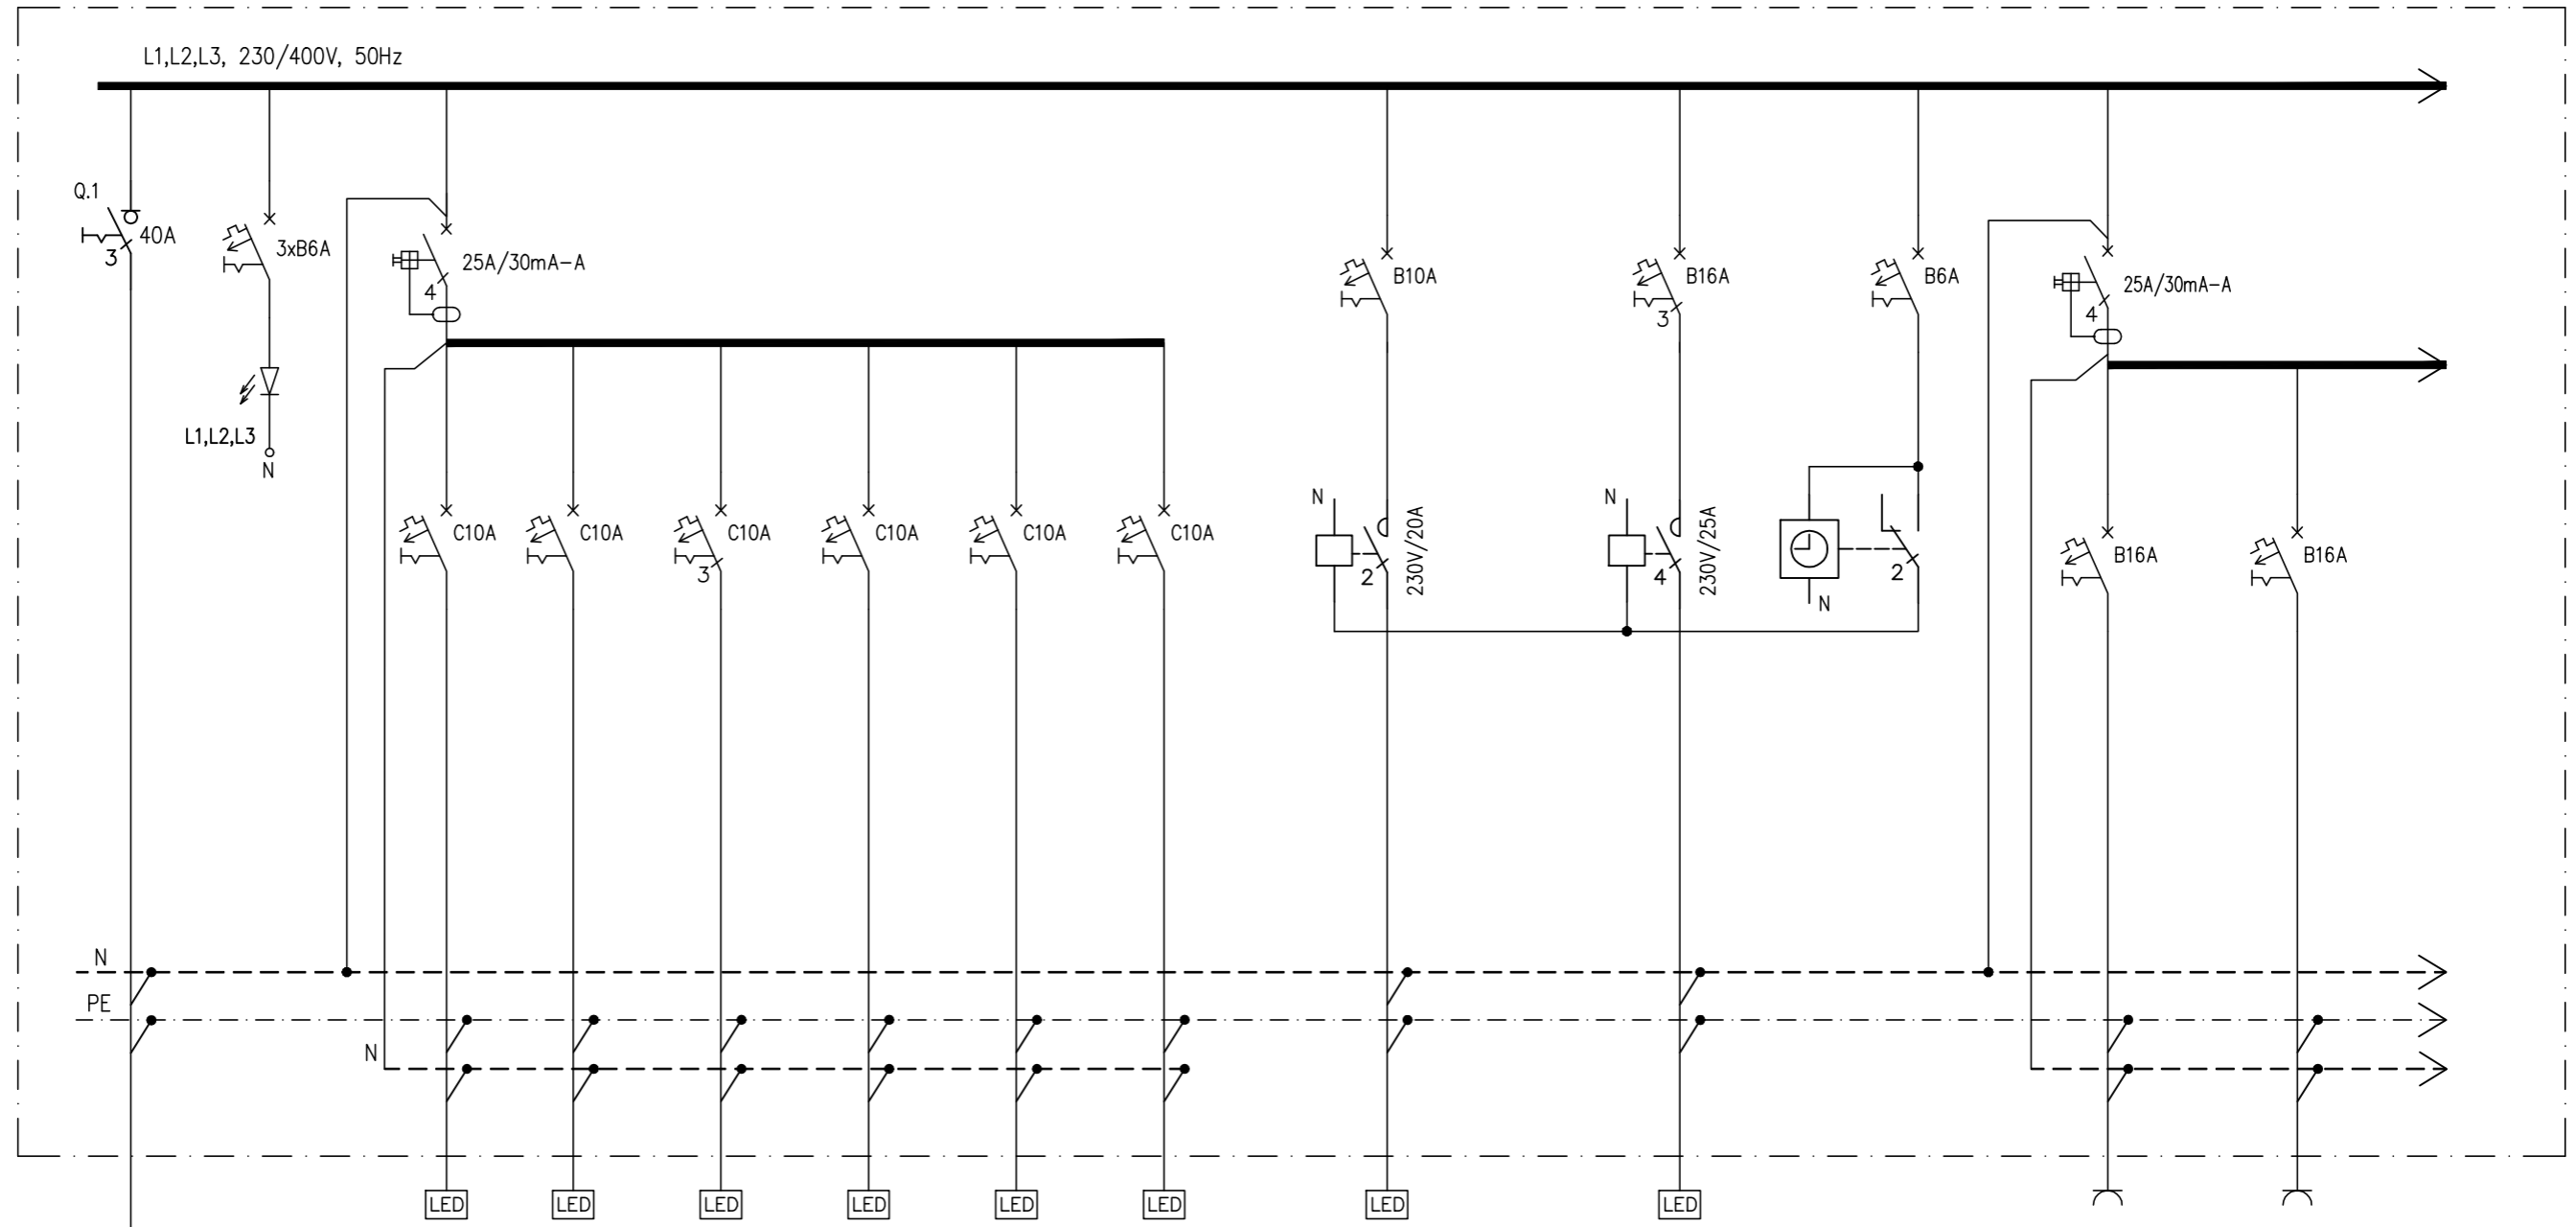 L1,L2,L3, 230/400V, 50Hz
Q.1
40A
3
3xB6A
L1,L2,L3
N
25A/30mA-A
4
C10A
C10A
C10A
3
C10A
C10A
C10A
B10A
N
2
230V/20A
B16A
3
N
4
230V/25A
B6A
N
2
25A/30mA-A
4
B16A
B16A
N
PE
N
LED
LED
LED
LED
LED
LED
LED
LED